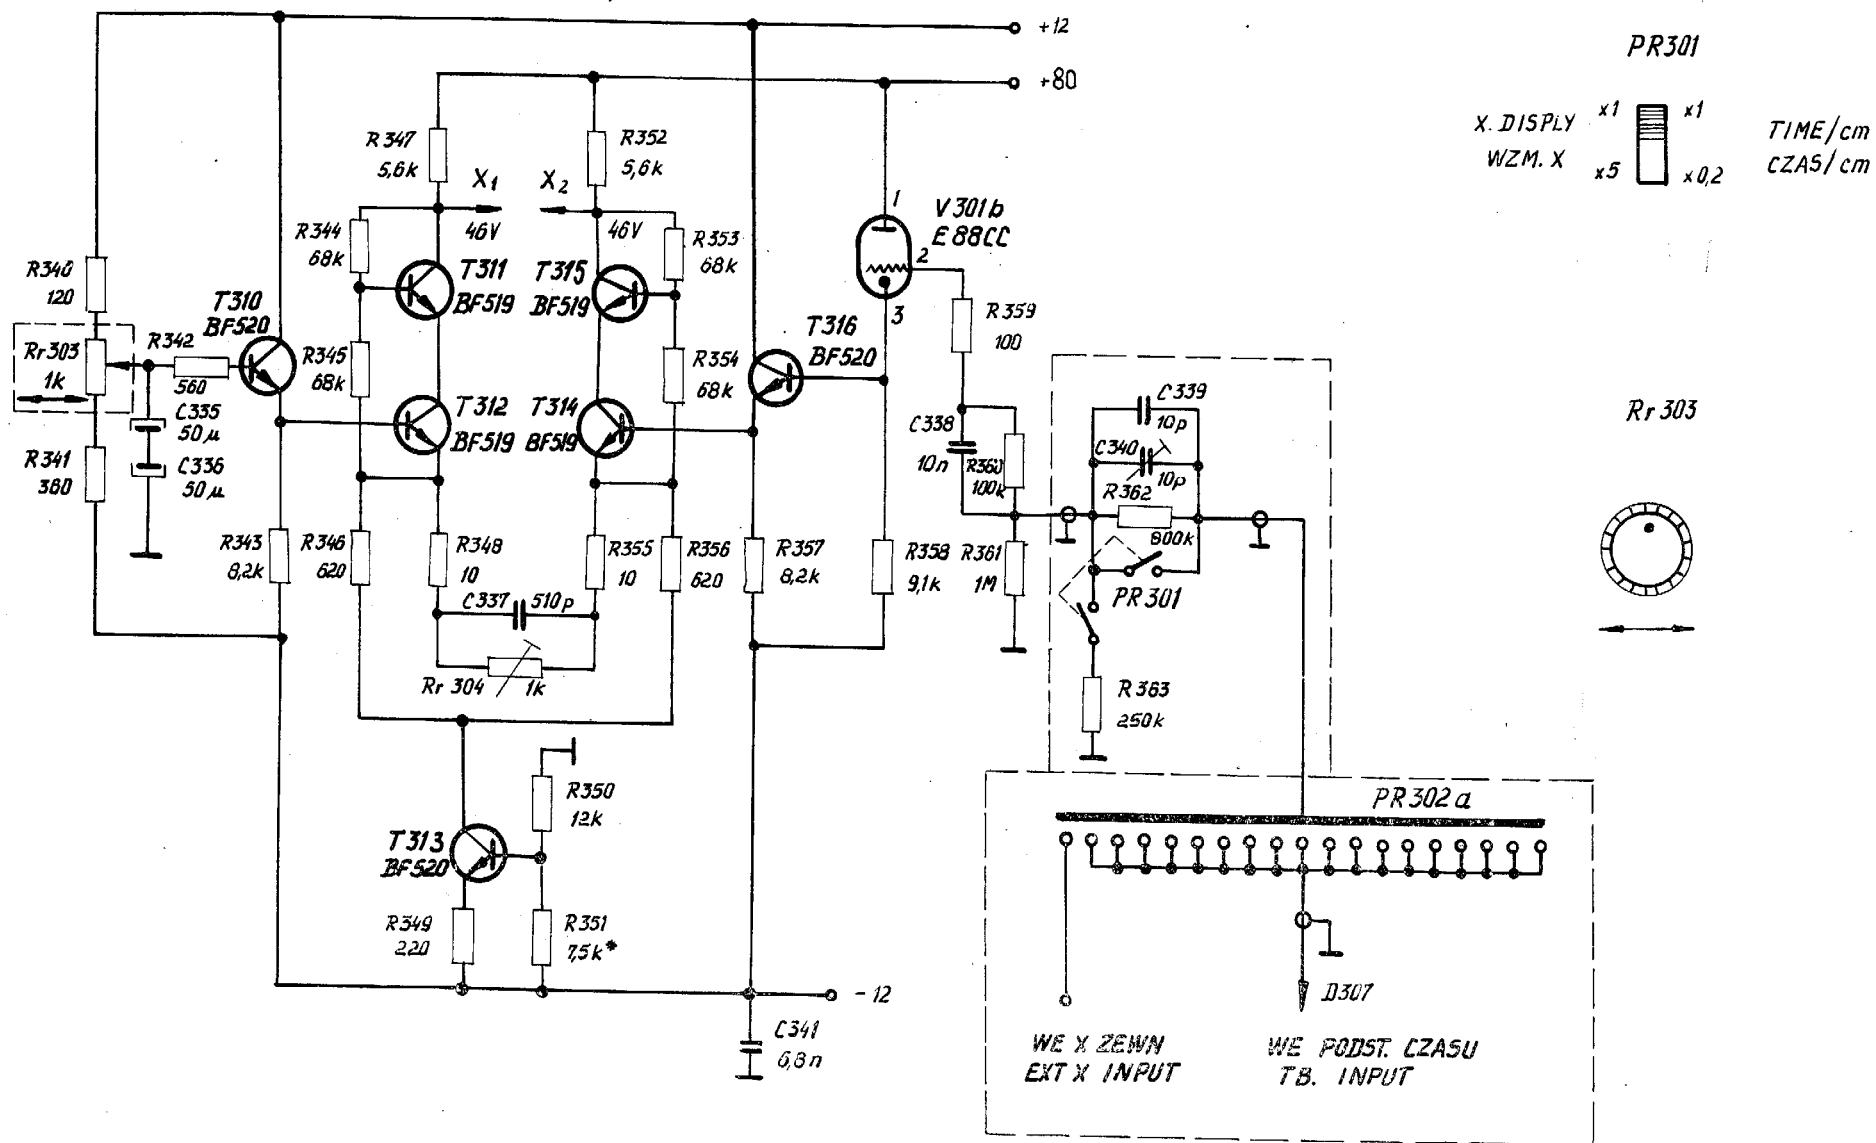 +12
PR301
+80
x1
x1
X. DISPLY
TIME/cm
WZM. X
CZAS/cm
x5
x0,2
R347
5,6k
R352
5,6k
X1
X2
46V
46V
R344
68k
R353
68k
T311
BF519
T315
BF519
1
V301b
E88CC
2
3
R340
120
T310
BF520
R359
100
Rr303
1k
R342
560
R345
68k
R354
68k
T316
BF520
C335
50µ
C336
50µ
T312
BF519
T314
BF519
C338
10n
R360
100k
C339
10p
C340
10p
R362
800k
Rr 303
R341
360
R343
8,2k
R346
620
R348
10
R355
10
R356
620
R357
8,2k
R358
9,1k
R361
1M
PR301
C337
510p
Rr 304
1k
R363
250k
R350
12k
T313
BF520
PR302a
R349
220
R351
7,5k*
-12
D307
C341
6,8n
WE X ZEWN
EXT X INPUT
WE PODST. CZASU
TB. INPUT